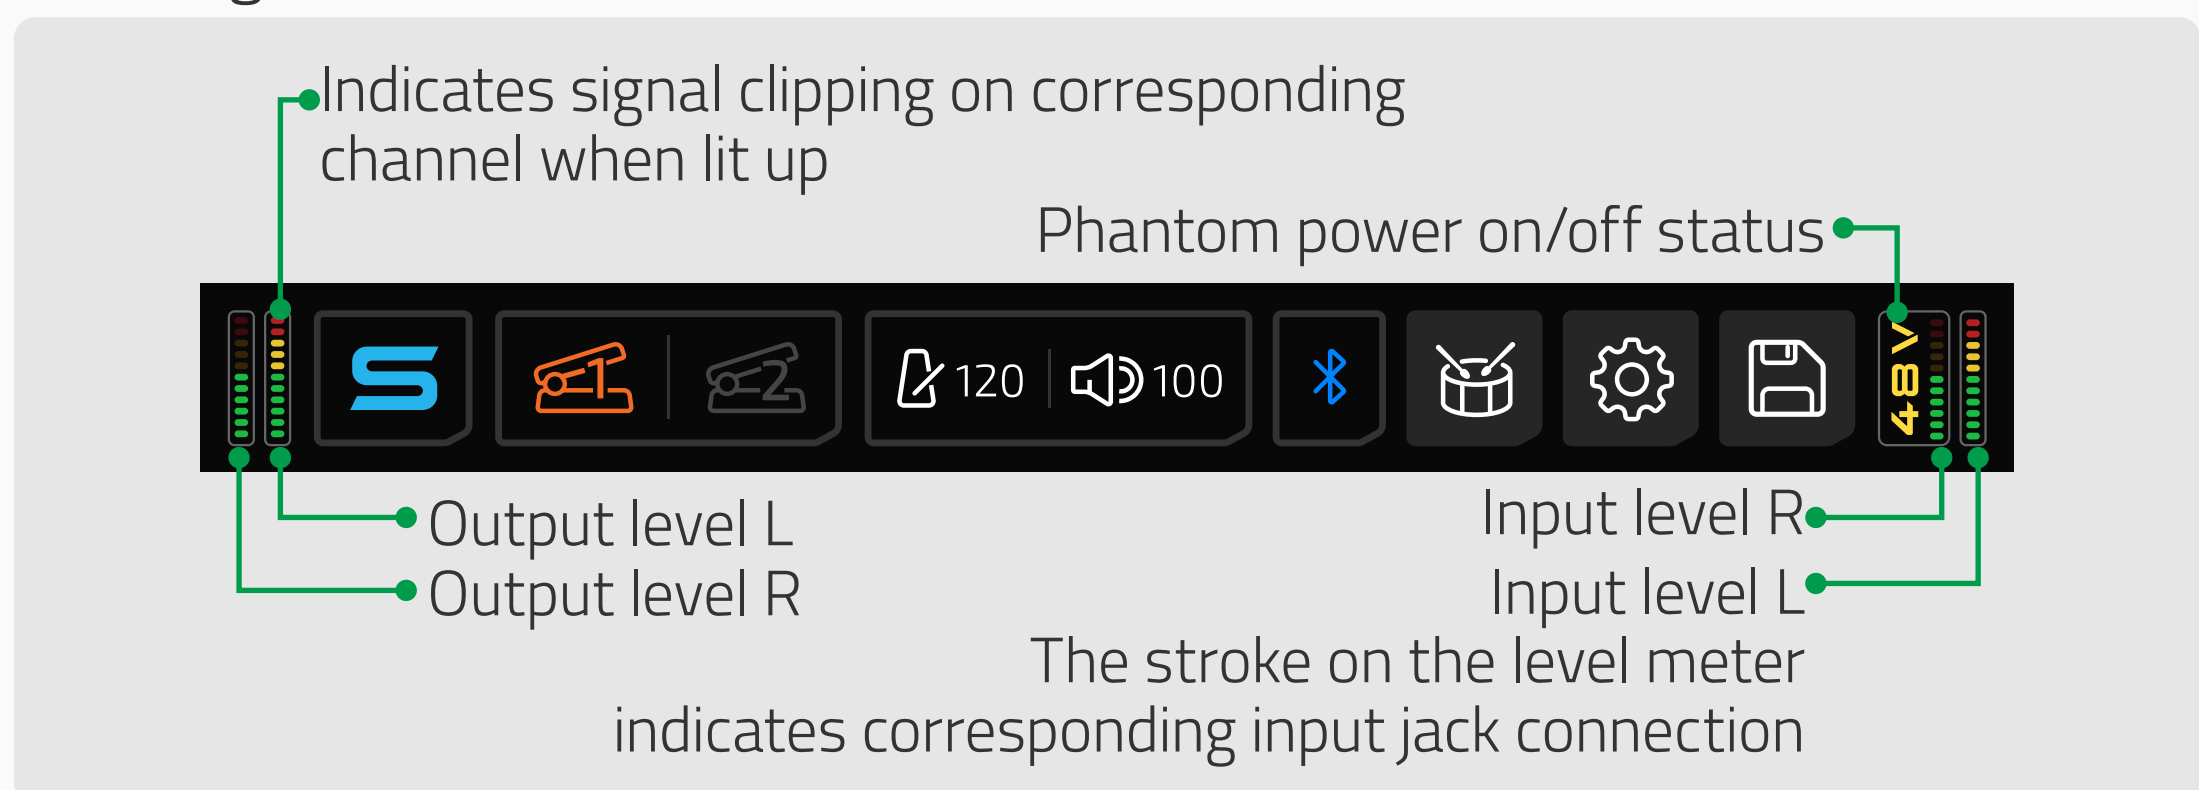 Indicates signal clipping on corresponding
channel when lit up
Phantom power on/off status
1
2
120
100
48V
Output level L
Output level R
Input level R
Input level L
The stroke on the level meter
indicates corresponding input jack connection